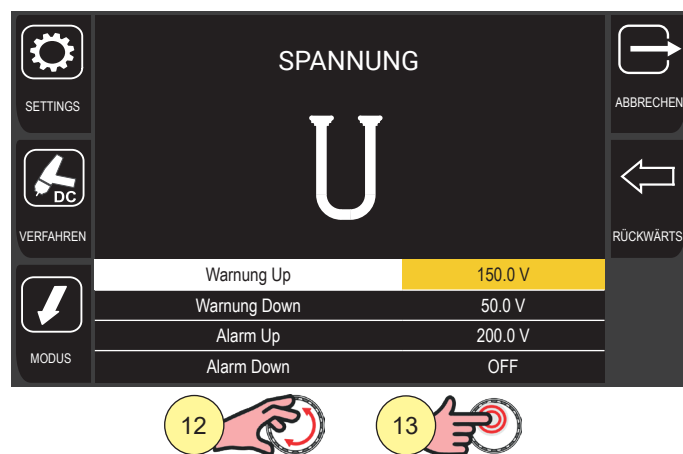 SPANNUNG
U
SETTINGS
DC
VERFAHREN
MODUS
ABBRECHEN
RÜCKWÄRTS
Warnung Up 150.0 V
Warnung Down 50.0 V
Alarm Up 200.0 V
Alarm Down OFF
12 13